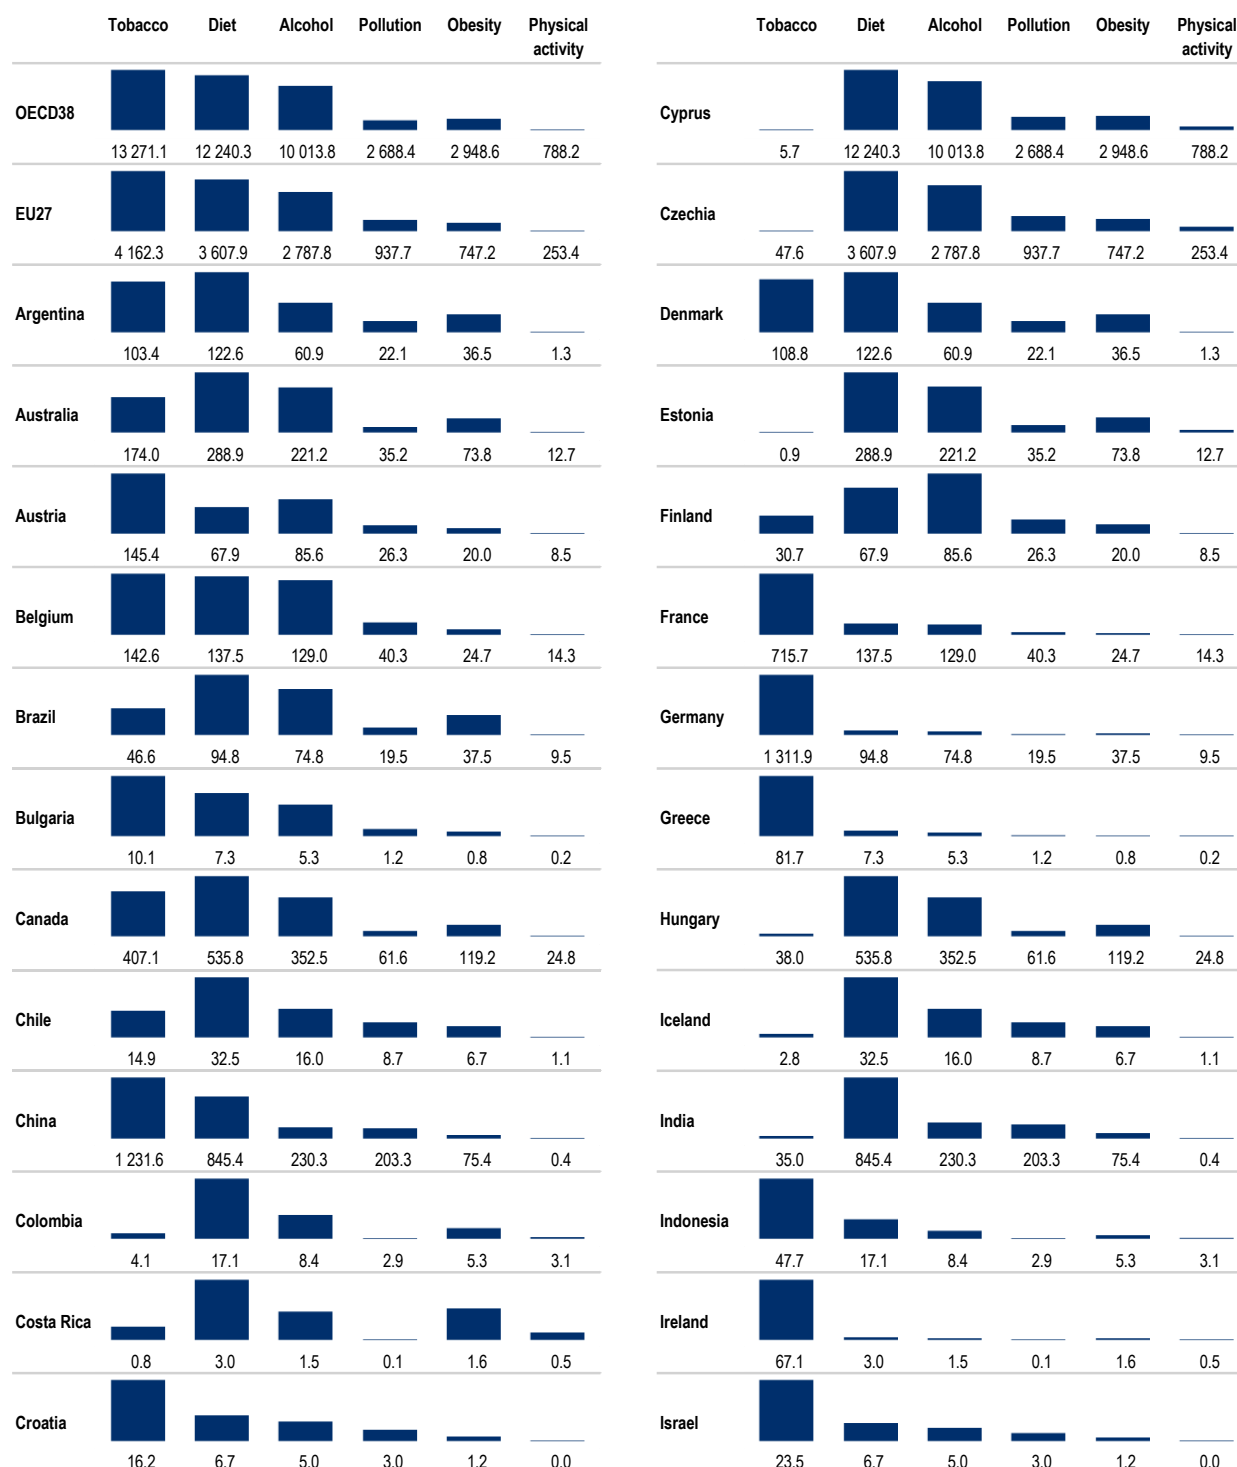 Tobacco Diet Alcohol Pollution Obesity Physical activity
OECD38
13 271.1 12 240.3 10 013.8 2 688.4 2 948.6 788.2
EU27
4 162.3 3 607.9 2 787.8 937.7 747.2 253.4
Argentina
103.4 122.6 60.9 22.1 36.5 1.3
Australia
174.0 288.9 221.2 35.2 73.8 12.7
Austria
145.4 67.9 85.6 26.3 20.0 8.5
Belgium
142.6 137.5 129.0 40.3 24.7 14.3
Brazil
46.6 94.8 74.8 19.5 37.5 9.5
Bulgaria
10.1 7.3 5.3 1.2 0.8 0.2
Canada
407.1 535.8 352.5 61.6 119.2 24.8
Chile
14.9 32.5 16.0 8.7 6.7 1.1
China
1 231.6 845.4 230.3 203.3 75.4 0.4
Colombia
4.1 17.1 8.4 2.9 5.3 3.1
Costa Rica
0.8 3.0 1.5 0.1 1.6 0.5
Croatia
16.2 6.7 5.0 3.0 1.2 0.0
Tobacco Diet Alcohol Pollution Obesity Physical activity
Cyprus
5.7 12 240.3 10 013.8 2 688.4 2 948.6 788.2
Czechia
47.6 3 607.9 2 787.8 937.7 747.2 253.4
Denmark
108.8 122.6 60.9 22.1 36.5 1.3
Estonia
0.9 288.9 221.2 35.2 73.8 12.7
Finland
30.7 67.9 85.6 26.3 20.0 8.5
France
715.7 137.5 129.0 40.3 24.7 14.3
Germany
1 311.9 94.8 74.8 19.5 37.5 9.5
Greece
81.7 7.3 5.3 1.2 0.8 0.2
Hungary
38.0 535.8 352.5 61.6 119.2 24.8
Iceland
2.8 32.5 16.0 8.7 6.7 1.1
India
35.0 845.4 230.3 203.3 75.4 0.4
Indonesia
47.7 17.1 8.4 2.9 5.3 3.1
Ireland
67.1 3.0 1.5 0.1 1.6 0.5
Israel
23.5 6.7 5.0 3.0 1.2 0.0